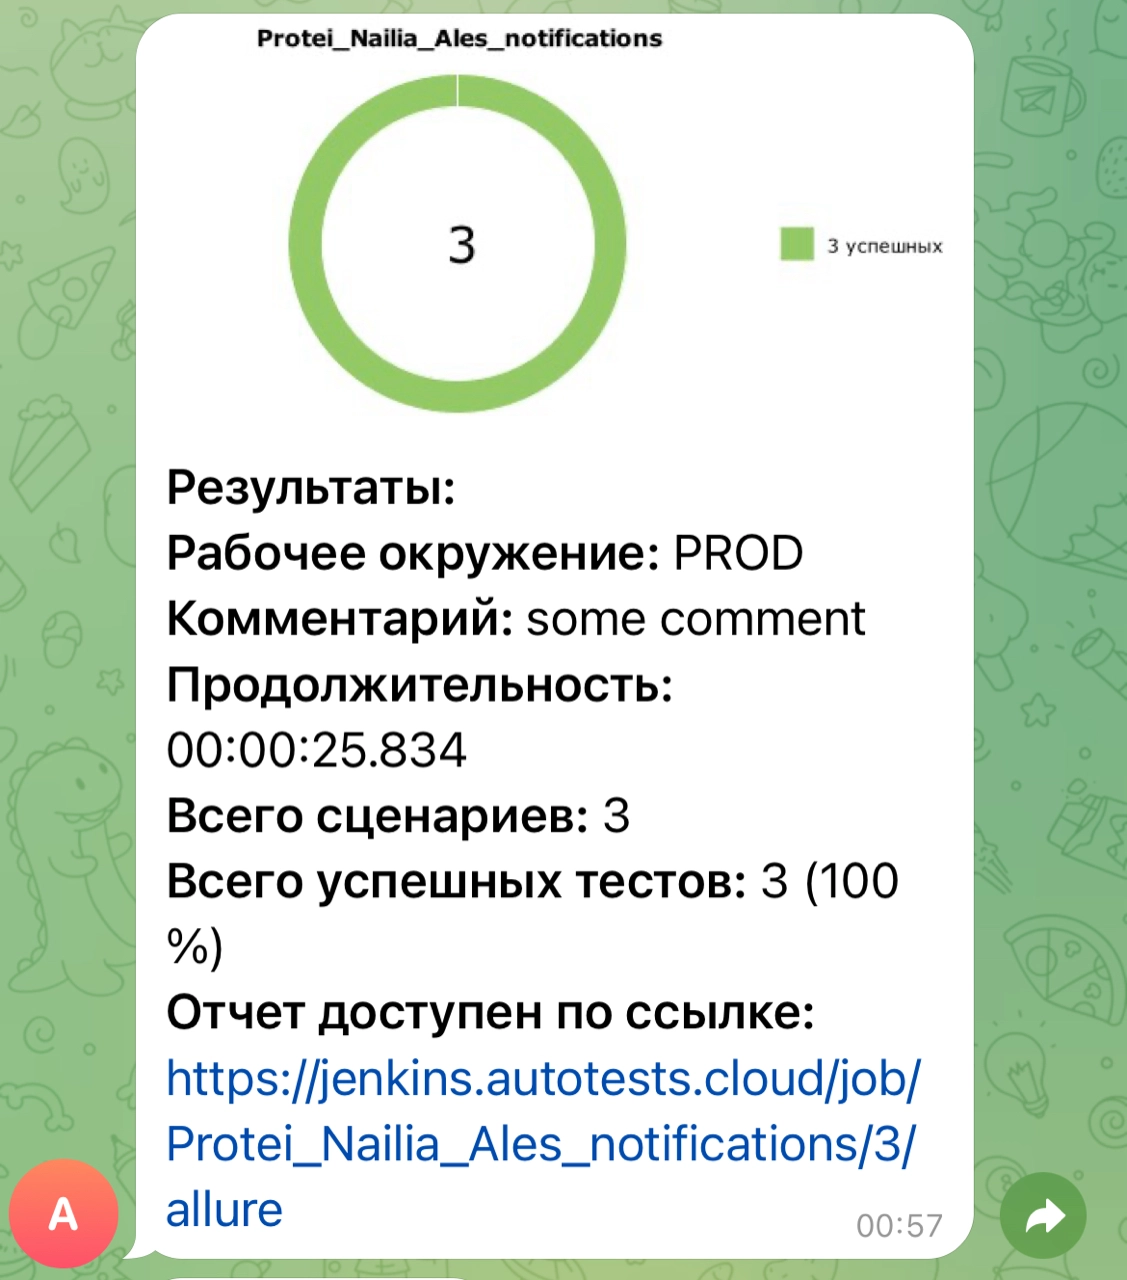 Protei_Nailia_Ales_notifications
3
3 успешных
Результаты:
Рабочее окружение: PROD
Комментарий: some comment
Продолжительность:
00:00:25.834
Всего сценариев: 3
Всего успешных тестов: 3 (100
%)
Отчет доступен по ссылке:
https://jenkins.autotests.cloud/job/
Protei_Nailia_Ales_notifications/3/
allure
00:57
A